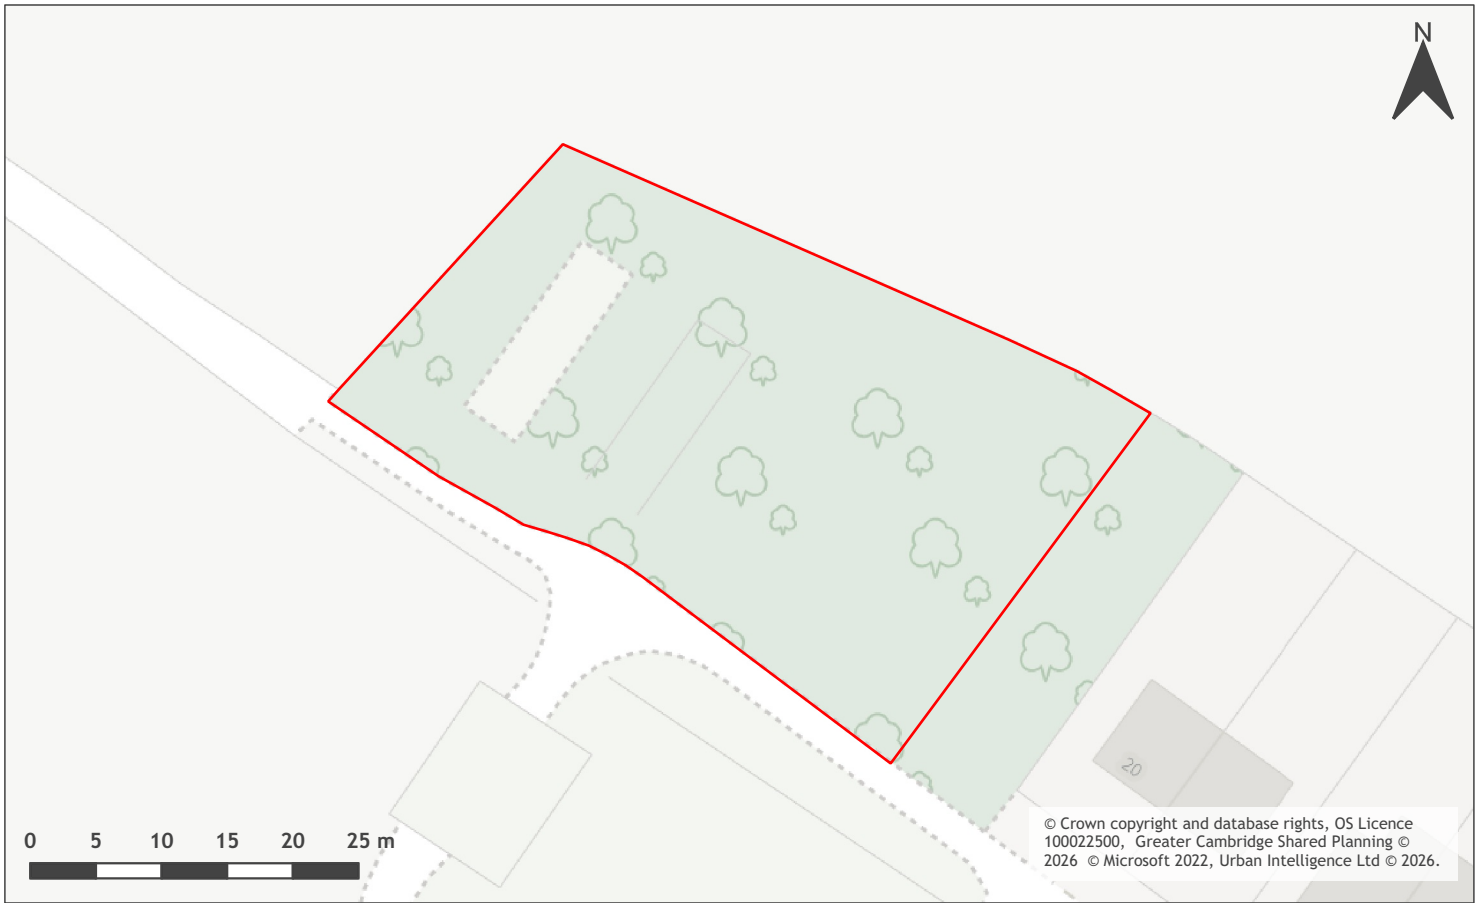 N
20
0 5 10 15 20 25 m
© Crown copyright and database rights, OS Licence
100022500, Greater Cambridge Shared Planning ©
2026 © Microsoft 2022, Urban Intelligence Ltd © 2026.